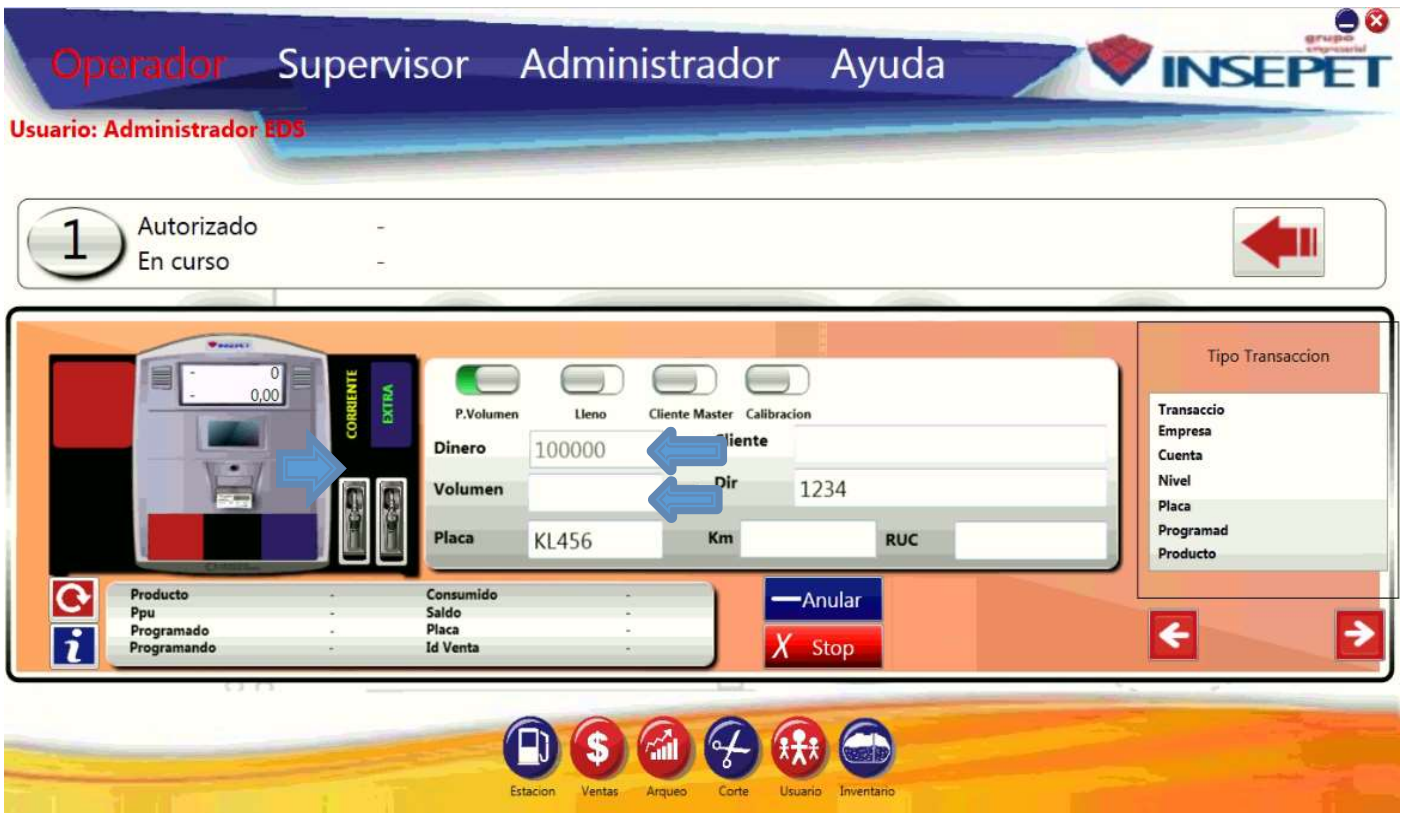 Operador Supervisor Administrador Ayuda
grupo
empresarial
INSEPET
Usuario: Administrador EDS
1
Autorizado -
En curso -
INSEPET
- 0
- 0,00
CORRIENTE
EXTRA
P.Volumen Lleno Cliente Master Calibracion
Dinero 100000 Cliente
Volumen Dir 1234
Placa KL456 Km RUC
Tipo Transaccion
Transaccio
Empresa
Cuenta
Nivel
Placa
Programad
Producto
Producto - Consumido -
Ppu - Saldo -
Programado - Placa -
Programando - Id Venta -
Anular
X Stop
Estacion Ventas Arqueo Corte Usuario Inventario